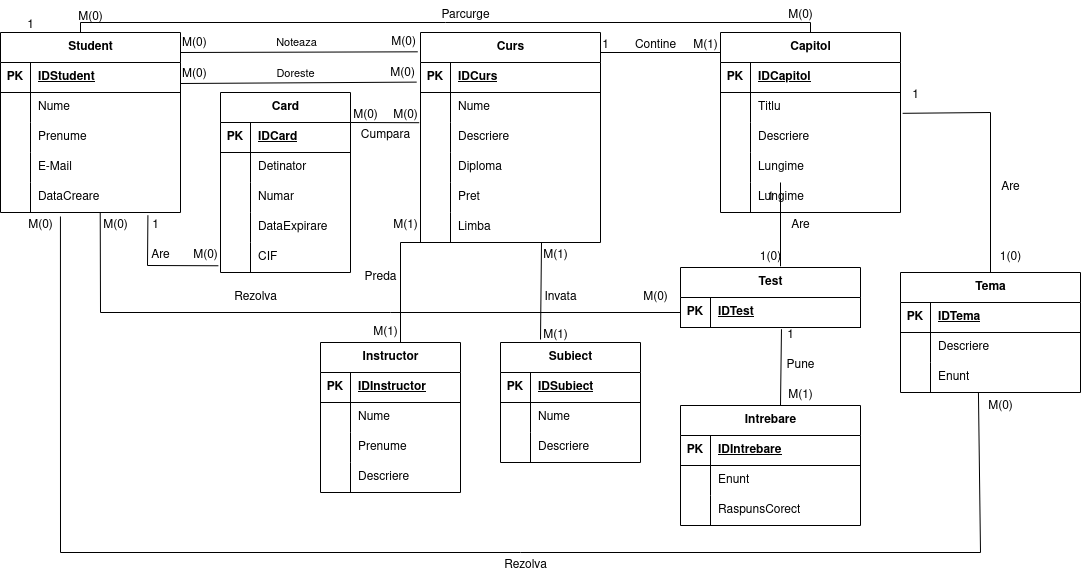 Parcurge
M(0)
M(0)
1
Student
PK IDStudent
Nume
Prenume
E-Mail
DataCreare
M(0) Noteaza M(0)
M(0) Doreste M(0)
Curs
PK IDCurs
Nume
Descriere
Diploma
Pret
Limba
1 Contine M(1)
Capitol
PK IDCapitol
Titlu
Descriere
Lungime
Lungime
1
Card
PK IDCard
Detinator
Numar
DataExpirare
CIF
M(0) M(0)
Cumpara
1
Are
1(0)
M(0)
M(0)
1
Are M(0)
M(1)
Preda
M(1)
M(1)
Invata
M(1)
Are
1(0)
Rezolva
M(0)
Test
PK IDTest
Tema
PK IDTema
Descriere
Enunt
Instructor
PK IDInstructor
Nume
Prenume
Descriere
Subiect
PK IDSubiect
Nume
Descriere
1
Pune
M(1)
Intrebare
PK IDIntrebare
Enunt
RaspunsCorect
M(0)
Rezolva